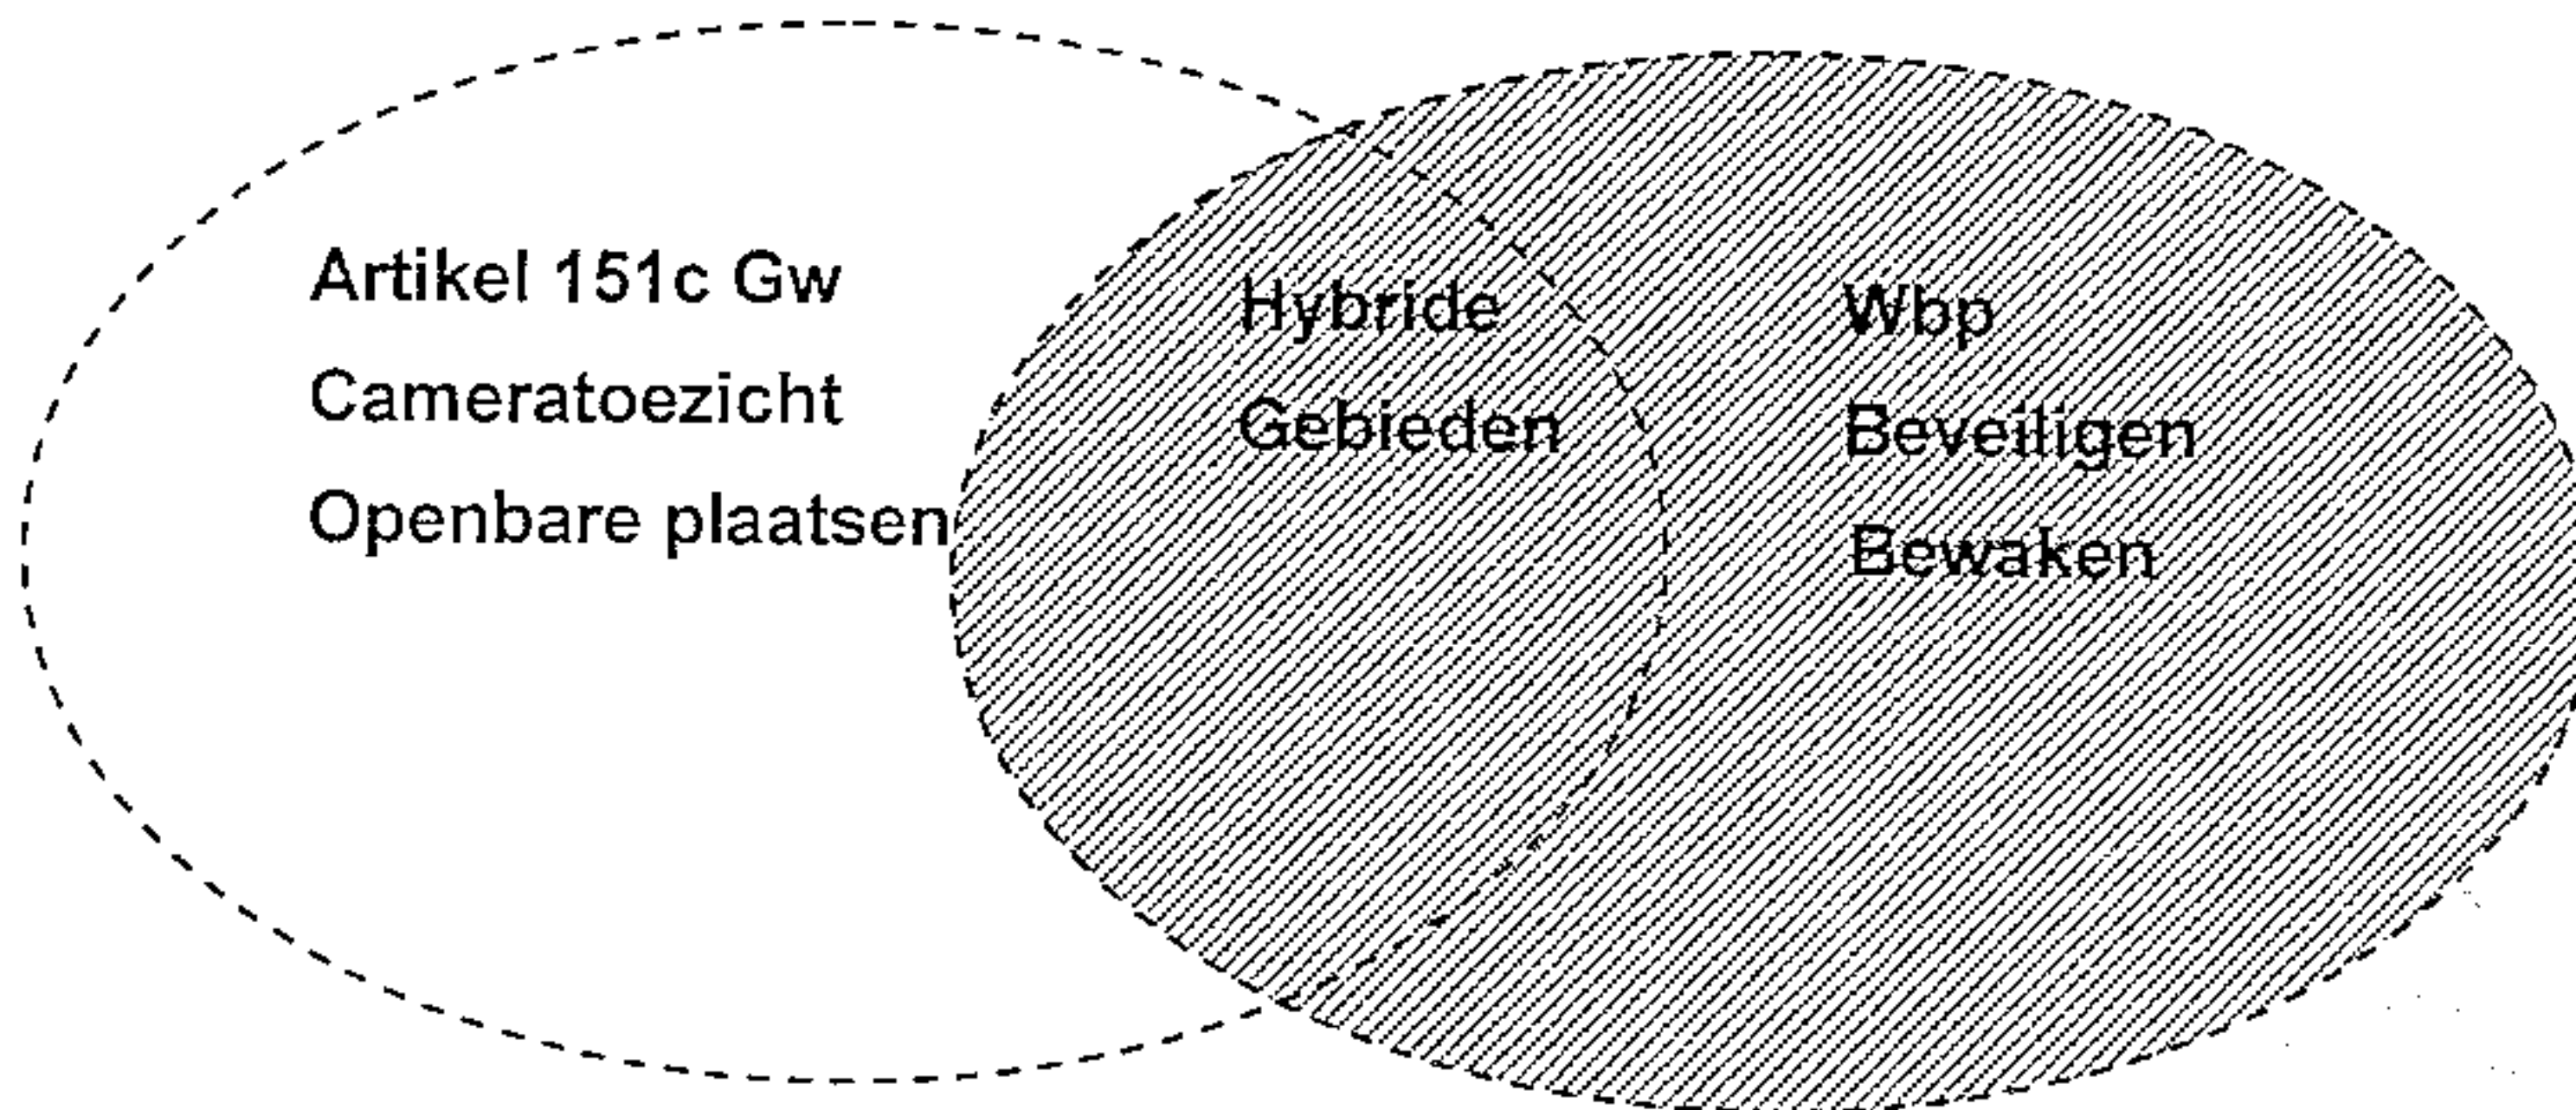 Artikel 151c Gw
Cameratoezicht
Openbare plaatsen
Hybride
Gebieden
Wbp
Beveiligen
Bewaken